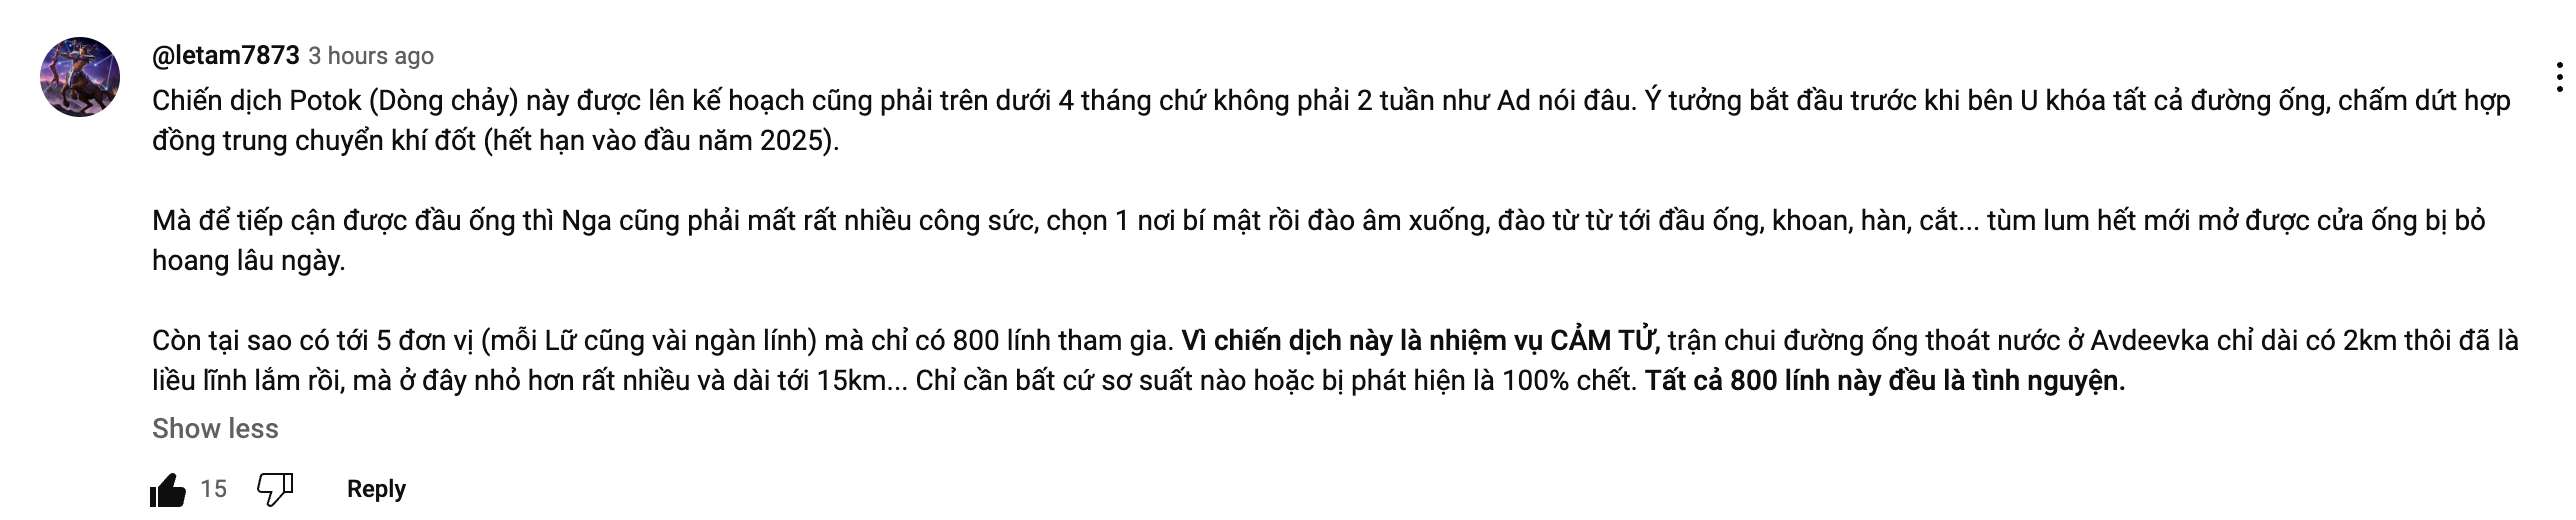 @letam7873 3 hours ago
Chiến dịch Potok (Dòng chảy) này được lên kế hoạch cũng phải trên dưới 4 tháng chứ không phải 2 tuần như Ad nói đâu. Ý tưởng bắt đầu trước khi bên U khóa tất cả đường ống, chấm dứt hợp
đồng trung chuyển khí đốt (hết hạn vào đầu năm 2025).
Mà để tiếp cận được đầu ống thì Nga cũng phải mất rất nhiều công sức, chọn 1 nơi bí mật rồi đào âm xuống, đào từ từ tới đầu ống, khoan, hàn, cắt... tùm lum hết mới mở được cửa ống bị bỏ
hoang lâu ngày.
Còn tại sao có tới 5 đơn vị (mỗi Lữ cũng vài ngàn lính) mà chỉ có 800 lính tham gia. Vì chiến dịch này là nhiệm vụ CẢM TỬ, trận chui đường ống thoát nước ở Avdeevka chỉ dài có 2km thôi đã là
liều lĩnh lắm rồi, mà ở đây nhỏ hơn rất nhiều và dài tới 15km... Chỉ cần bất cứ sơ suất nào hoặc bị phát hiện là 100% chết. Tất cả 800 lính này đều là tình nguyện.
Show less
15 Reply